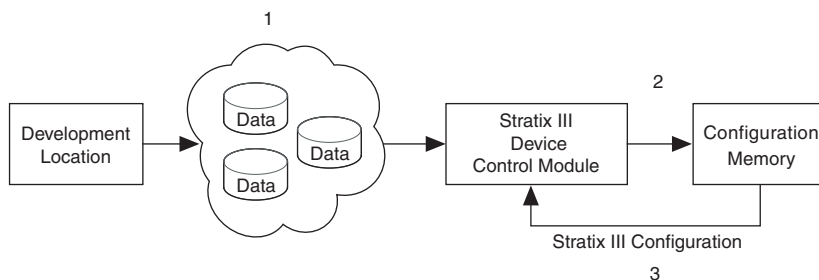 1
Development
Location
Data
Data
Data
Stratix III
Device
Control Module
2
Configuration
Memory
Stratix III Configuration
3